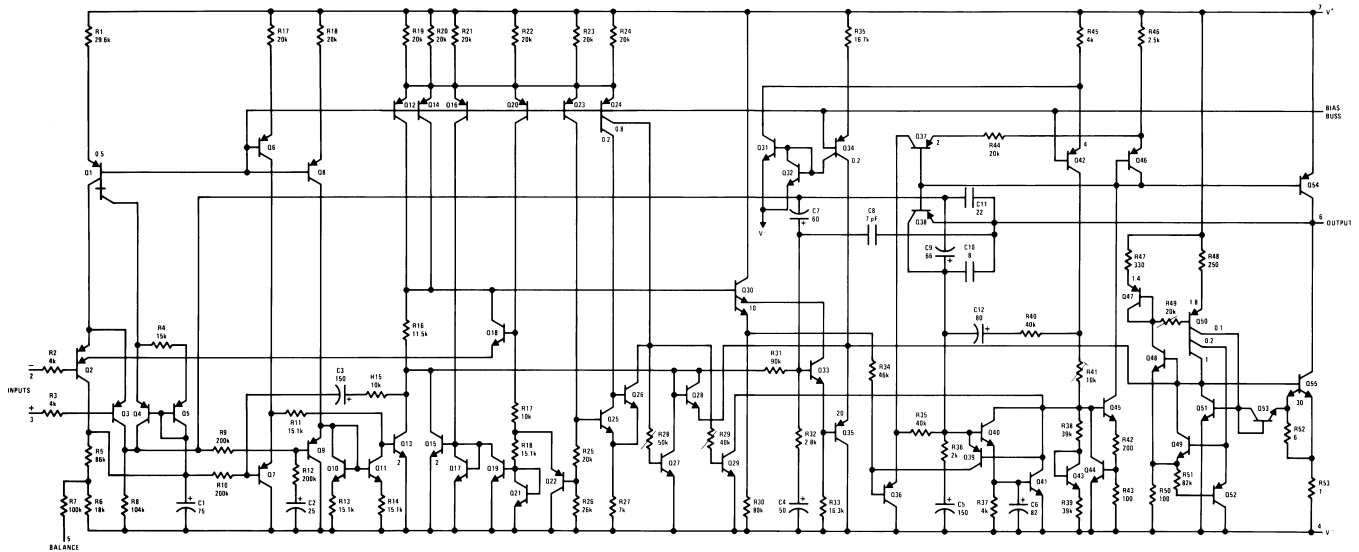 R1
29.6k
R17
20k
R18
20k
R19
20k
R20
20k
R21
20k
R22
20k
R23
20k
R24
20k
R35
16.7k
R45
4k
R46
2.5k
7 V+
Q12
Q14
Q16
Q20
Q23
Q24
0.8
0.2
BIAS
BUSS
Q6
Q1
0.5
Q8
Q31
Q32
Q34
0.2
Q37
2
R44
20k
Q42
4
Q46
Q54
V-
C7
60
C8
7 pF
Q38
C11
22
C9
66
C10
8
6
OUTPUT
R47
330
R48
250
1.4
Q47
R49
20k
1.8
Q50
0.1
0.2
1
R4
15k
R16
11.5k
Q18
Q30
10
C12
80
R40
40k
Q48
INPUTS
−
2
R2
4k
+
3
R3
4k
Q2
Q3
Q4
Q5
C3
150
R15
10k
R17
10k
R31
90k
Q33
R34
46k
R41
10k
Q55
30
R9
200k
R11
15.1k
Q13
2
Q15
2
Q26
Q28
Q25
R28
50k
R29
40k
R32
2.8k
20
Q35
R35
40k
Q40
R36
2k
Q39
R38
39k
Q45
R42
200
Q51
Q53
R52
6
R5
86k
R10
200k
Q7
R12
200k
Q9
Q10
Q11
Q17
Q19
R18
15.1k
Q21
Q22
R25
20k
Q27
Q29
Q36
Q41
Q43
Q44
Q49
R51
82k
Q52
R7
100k
R6
18k
R8
104k
C1
75
C2
25
R13
15.1k
R14
15.1k
R26
26k
R27
7k
R30
80k
C4
50
R33
16.3k
C5
150
R37
4k
C6
82
R39
39k
R43
100
R50
100
R53
1
5
BALANCE
4
V-